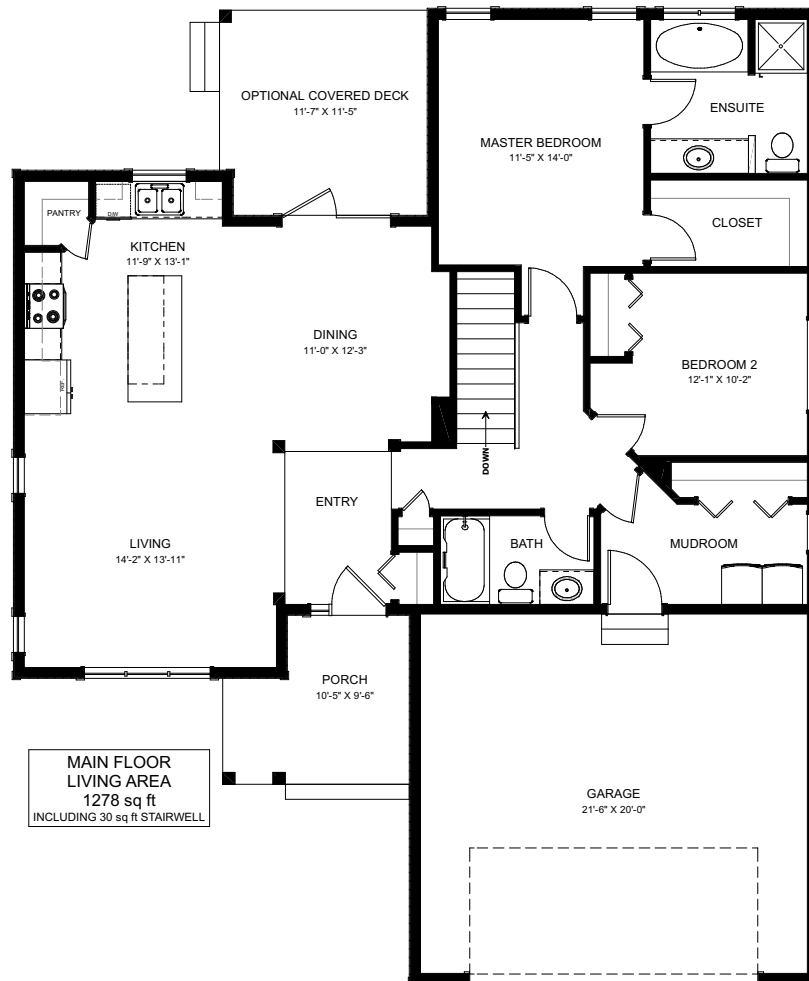 OPTIONAL COVERED DECK
11'-7" X 11'-5"
ENSUITE
MASTER BEDROOM
11'-5" X 14'-0"
PANTRY
D/W
CLOSET
KITCHEN
11'-9" X 13'-1"
DINING
11'-0" X 12'-3"
BEDROOM 2
12'-1" X 10'-2"
REF.
DOWN
ENTRY
LIVING
14'-2" X 13'-11"
BATH
MUDROOM
PORCH
10'-5" X 9'-6"
MAIN FLOOR
LIVING AREA
1278 sq ft
INCLUDING 30 sq ft STAIRWELL
GARAGE
21'-6" X 20'-0"